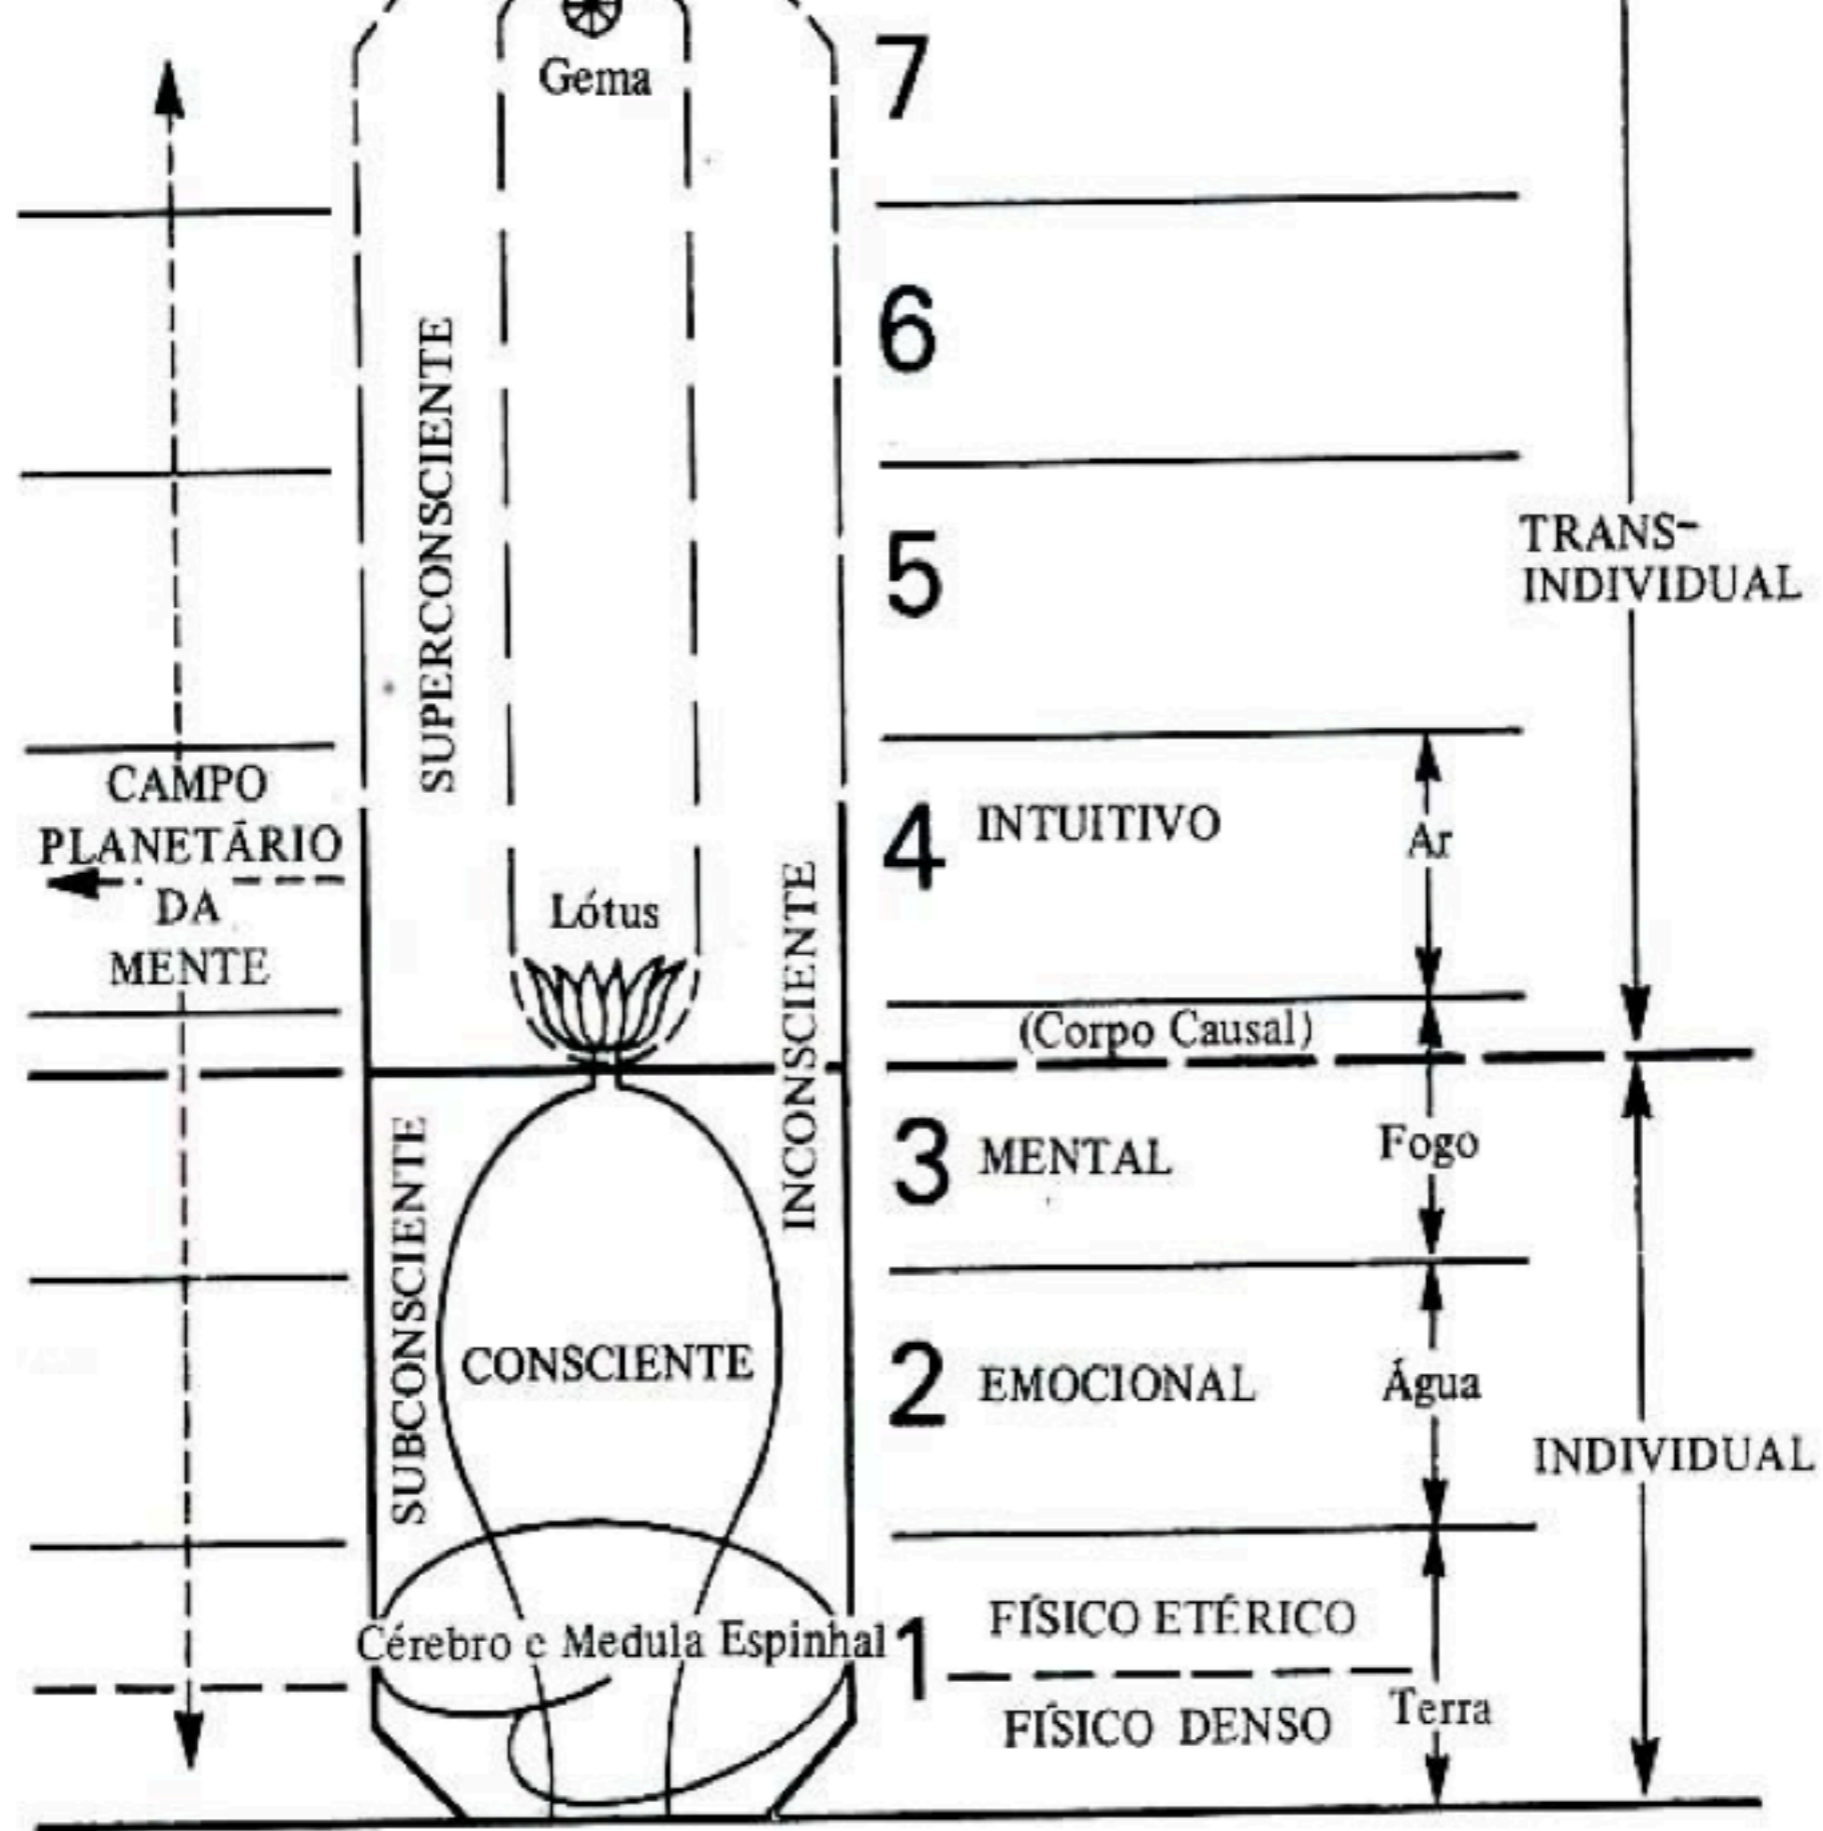 Gema
7
6
SUPERCONSCIENTE
5
TRANS-
INDIVIDUAL
CAMPO
PLANETÁRIO
DA
MENTE
4 INTUITIVO
Ar
Lótus
INCONSCIENTE
(Corpo Causal)
3 MENTAL
Fogo
SUBCONSCIENTE
CONSCIENTE
2 EMOCIONAL
Água
INDIVIDUAL
Cérebro e Medula Espinhal
1
FÍSICO ETÉRICO
FÍSICO DENSO
Terra